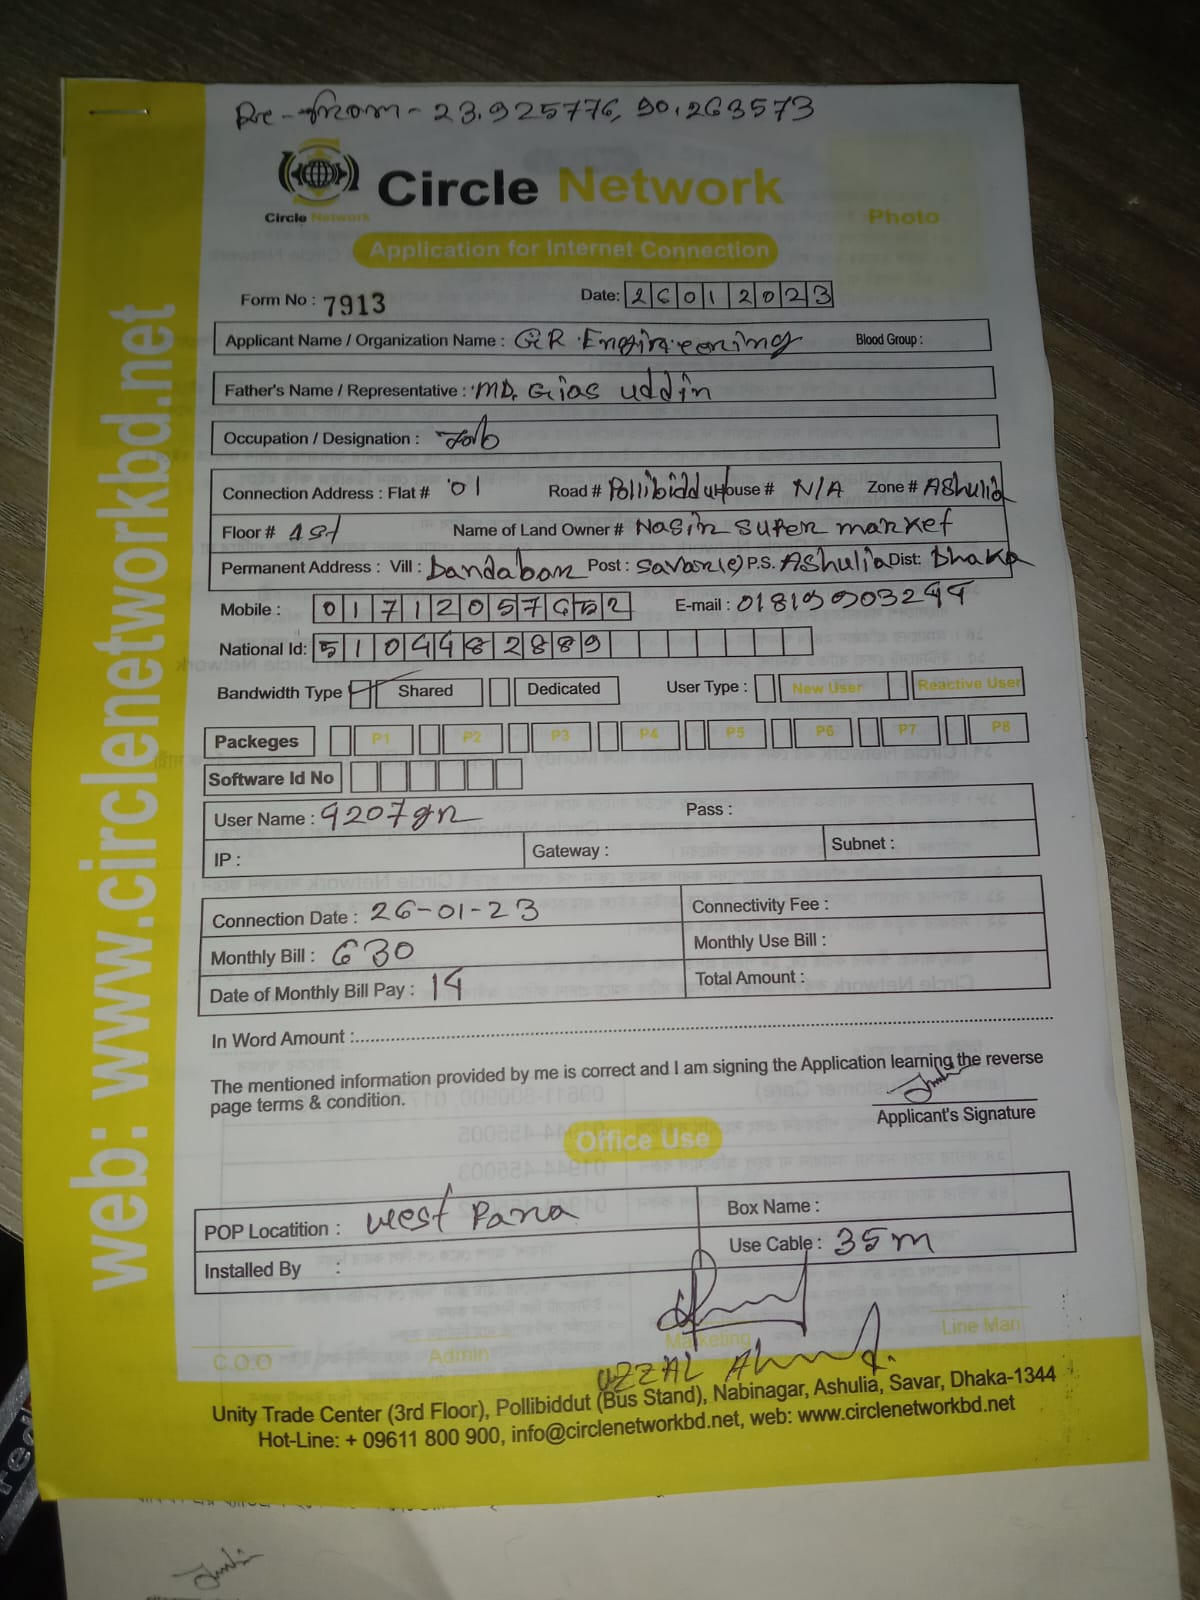 Re - 23.925776, 90.263573
Circle Network
Circle Network
Photo
Application for Internet Connection
Form No : 7913
Date: 26012023
Applicant Name / Organization Name : GR Engineering Blood Group :
Father's Name / Representative : MD. Gias uddin
Occupation / Designation : Job
Connection Address : Flat # 01 Road # Pollibiddu House # N/A Zone # Ashulia
Floor # 1st Name of Land Owner # Nasir super market
Permanent Address : Vill : Dandabar Post : Savar P.S. Ashulia Dist: Dhaka
Mobile : 01712057652 E-mail : 01819903244
National Id: 5104482889
Bandwidth Type Shared Dedicated User Type : New User Reactive User
Packeges P1 P2 P3 P4 P5 P6 P7 P8
Software Id No
User Name : 9207gr Pass :
IP : Gateway : Subnet :
Connection Date : 26-01-23 Connectivity Fee :
Monthly Bill : 630 Monthly Use Bill :
Date of Monthly Bill Pay : 14 Total Amount :
In Word Amount :
The mentioned information provided by me is correct and I am signing the Application learning the reverse
page terms & condition.
Applicant's Signature
Office Use
POP Locatition : West Para Box Name :
Installed By : Use Cable : 35m
C.O.O Admin Marketing Line Man
uzzal Ahmed
Unity Trade Center (3rd Floor), Pollibiddut (Bus Stand), Nabinagar, Ashulia, Savar, Dhaka-1344
Hot-Line: + 09611 800 900, info@circlenetworkbd.net, web: www.circlenetworkbd.net
web: www.circlenetworkbd.net